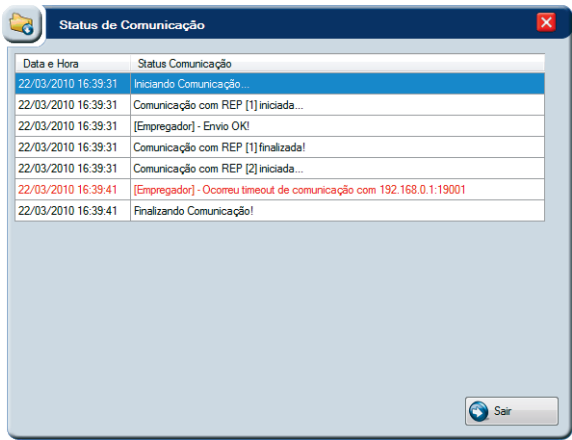 Status de Comunicação
Data e Hora Status Comunicação
22/03/2010 16:39:31 Iniciando Comunicação...
22/03/2010 16:39:31 Comunicação com REP [1] iniciada...
22/03/2010 16:39:31 [Empregador] - Envio OK!
22/03/2010 16:39:31 Comunicação com REP [1] finalizada!
22/03/2010 16:39:31 Comunicação com REP [2] iniciada...
22/03/2010 16:39:41 [Empregador] - Ocorreu timeout de comunicação com 192.168.0.1:19001
22/03/2010 16:39:41 Finalizando Comunicação!
Sair